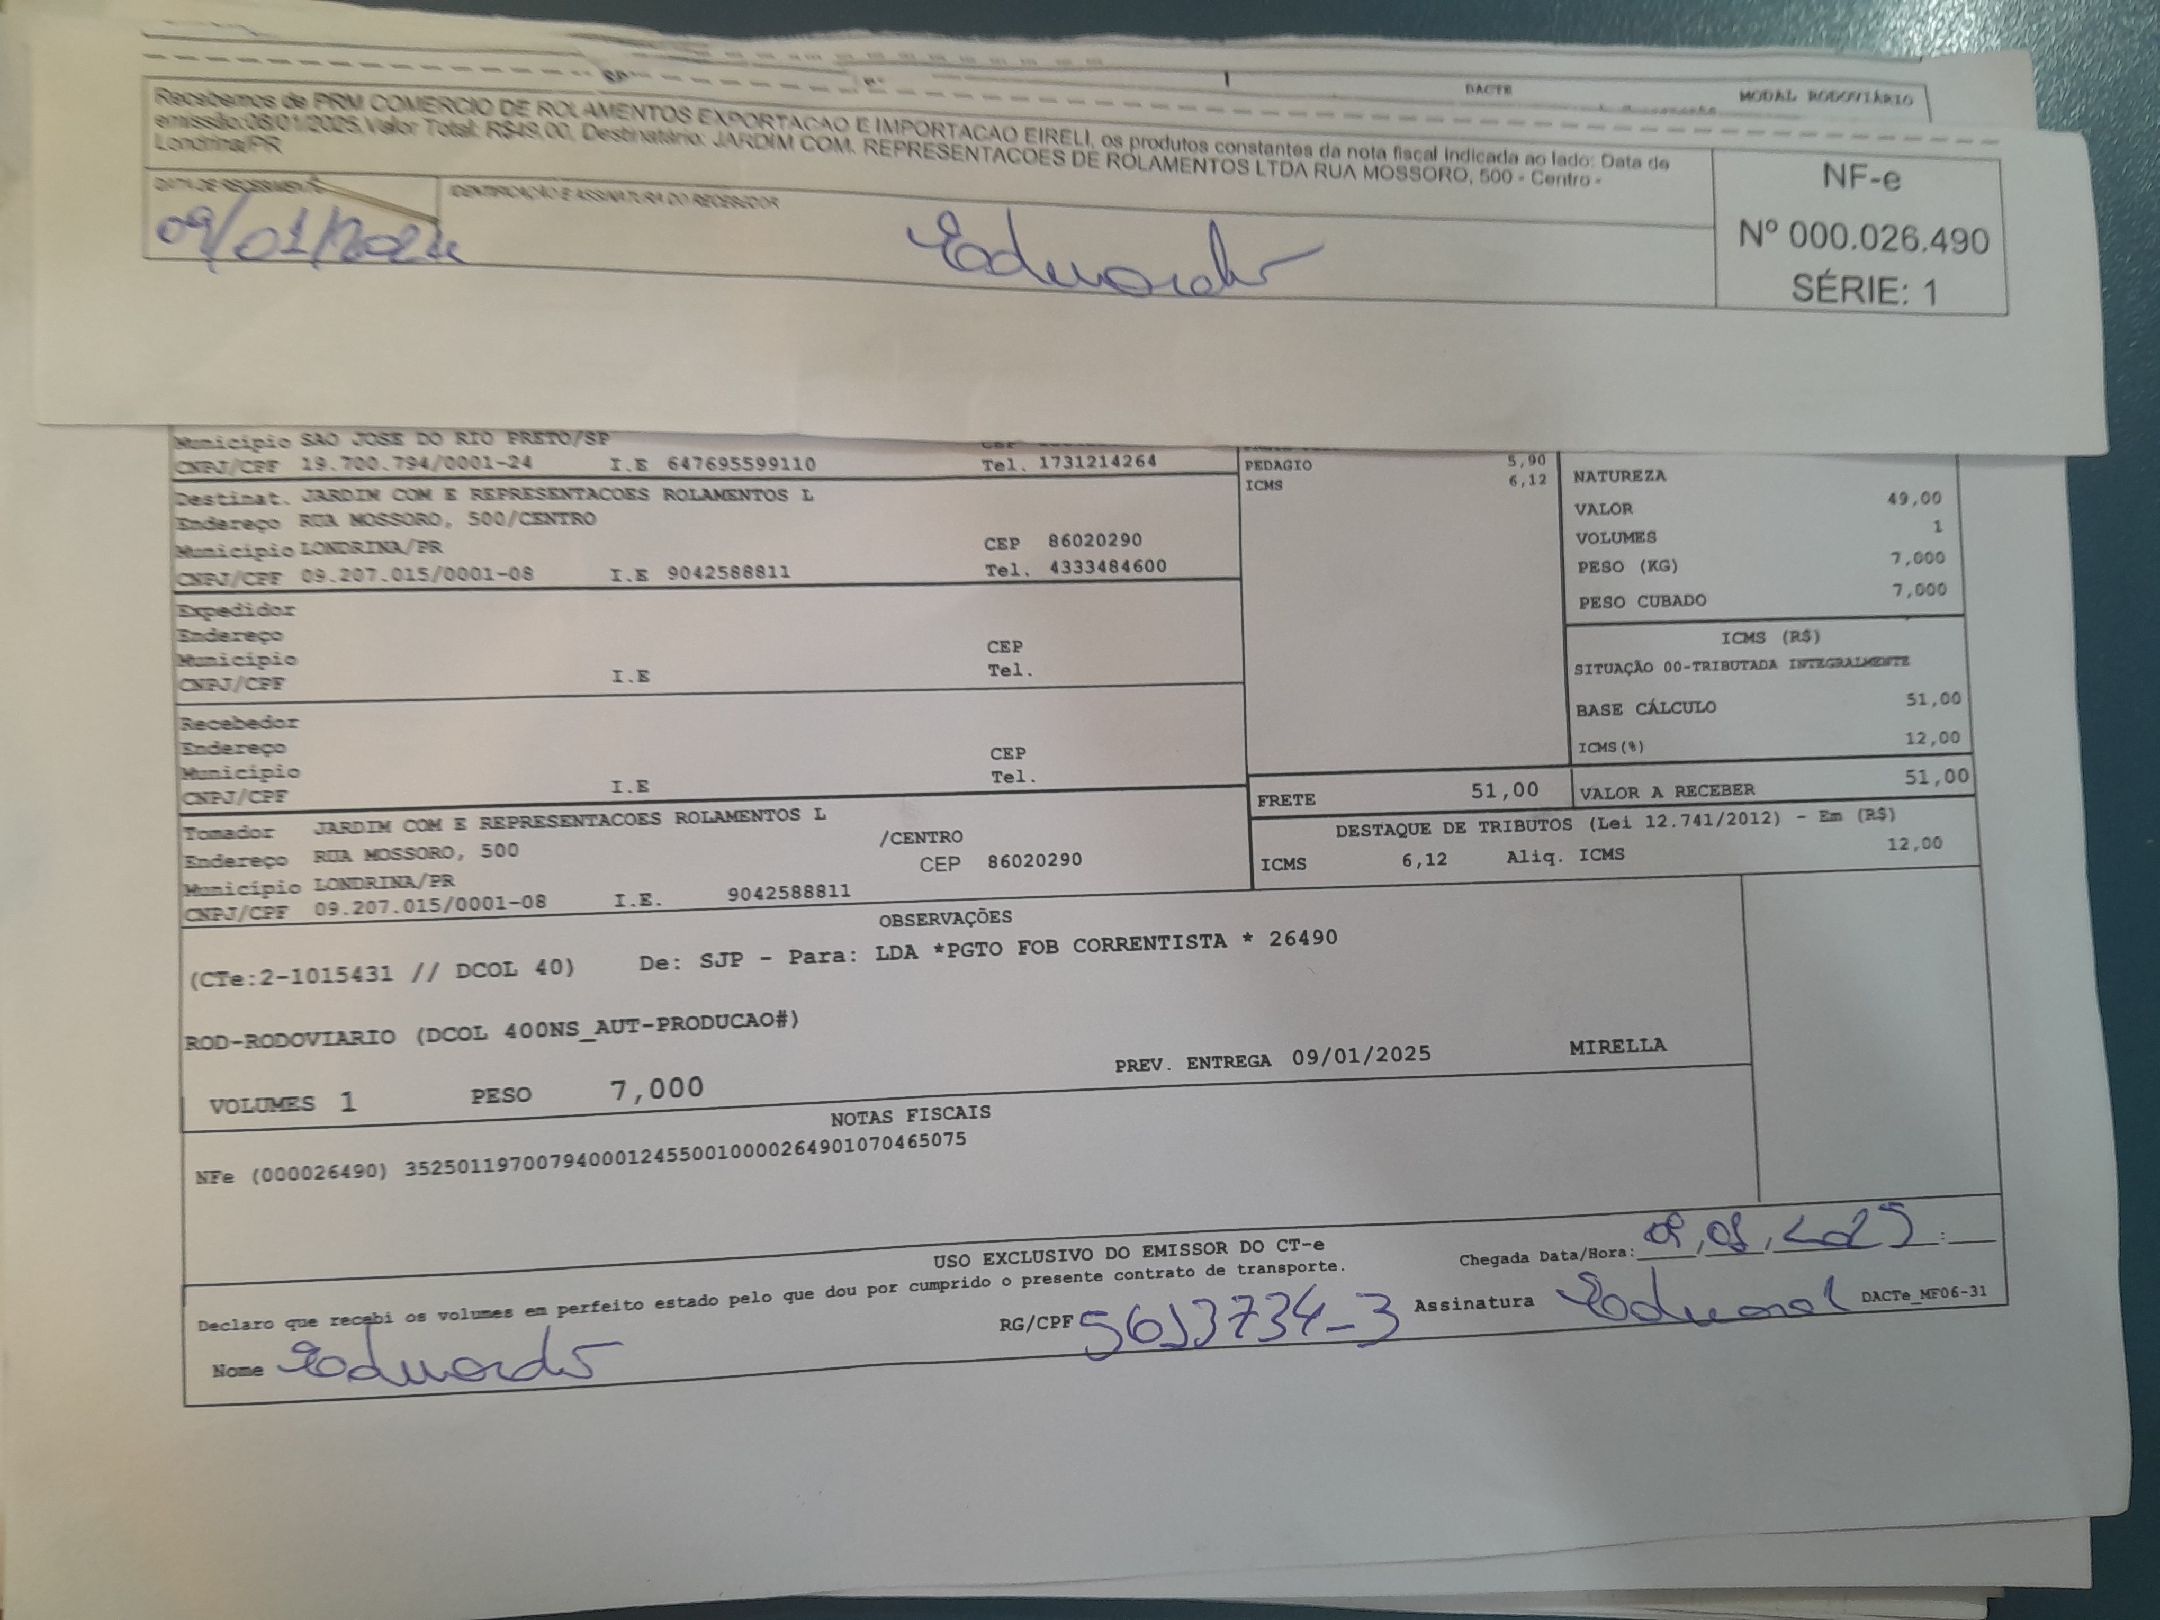 DACTE MODAL RODOVIÁRIO
Recebemos de PRM COMERCIO DE ROLAMENTOS EXPORTACAO E IMPORTACAO EIRELI, os produtos constantes da nota fiscal indicada ao lado: Data de
emissão:06/01/2025, Valor Total: R$49,00, Destinatário: JARDIM COM. REPRESENTACOES DE ROLAMENTOS LTDA RUA MOSSORO, 500 - Centro -
Londrina/PR
NF-e
Nº 000.026.490
SÉRIE: 1
DATA DE RECEBIMENTO
IDENTIFICAÇÃO E ASSINATURA DO RECEBEDOR
09/01/2024
Eduardo
Município SAO JOSE DO RIO PRETO/SP CEP
CNPJ/CPF 19.700.794/0001-24 I.E 647695599110 Tel. 1731214264
PEDAGIO 5,90
ICMS 6,12
Destinat. JARDIM COM E REPRESENTACOES ROLAMENTOS L
Endereço RUA MOSSORO, 500/CENTRO
Município LONDRINA/PR CEP 86020290
CNPJ/CPF 09.207.015/0001-08 I.E 9042588811 Tel. 4333484600
NATUREZA
VALOR 49,00
VOLUMES 1
PESO (KG) 7,000
PESO CUBADO 7,000
Expedidor
Endereço
Município CEP
CNPJ/CPF I.E Tel.
ICMS (R$)
SITUAÇÃO 00-TRIBUTADA INTEGRALMENTE
BASE CÁLCULO 51,00
ICMS(%) 12,00
Recebedor
Endereço
Município CEP
CNPJ/CPF I.E Tel.
FRETE 51,00 VALOR A RECEBER 51,00
Tomador JARDIM COM E REPRESENTACOES ROLAMENTOS L
Endereço RUA MOSSORO, 500 /CENTRO
Município LONDRINA/PR CEP 86020290
CNPJ/CPF 09.207.015/0001-08 I.E. 9042588811
DESTAQUE DE TRIBUTOS (Lei 12.741/2012) - Em (R$)
ICMS 6,12 Aliq. ICMS 12,00
OBSERVAÇÕES
(CTe:2-1015431 // DCOL 40) De: SJP - Para: LDA *PGTO FOB CORRENTISTA * 26490
ROD-RODOVIARIO (DCOL 400NS_AUT-PRODUCAO#)
VOLUMES 1 PESO 7,000 PREV. ENTREGA 09/01/2025 MIRELLA
NOTAS FISCAIS
NFe (000026490) 35250119700794000124550010000264901070465075
USO EXCLUSIVO DO EMISSOR DO CT-e
Chegada Data/Hora: 09,01,2025 :
Declaro que recebi os volumes em perfeito estado pelo que dou por cumprido o presente contrato de transporte.
Nome Eduardo RG/CPF 5613734-3 Assinatura Eduardo DACTe_MF06-31